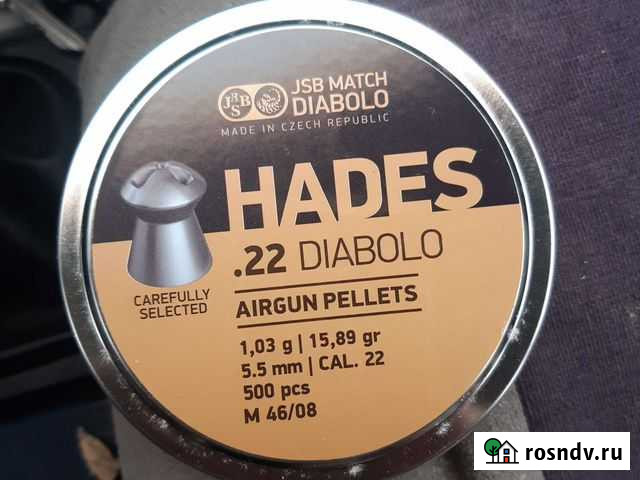 JSB
JSB MATCH
DIABOLO
MADE IN CZECH REPUBLIC
HADES
.22 DIABOLO
CAREFULLY
SELECTED
AIRGUN PELLETS
1,03 g | 15,89 gr
5.5 mm | CAL. 22
500 pcs
M 46/08
rosndv.ru